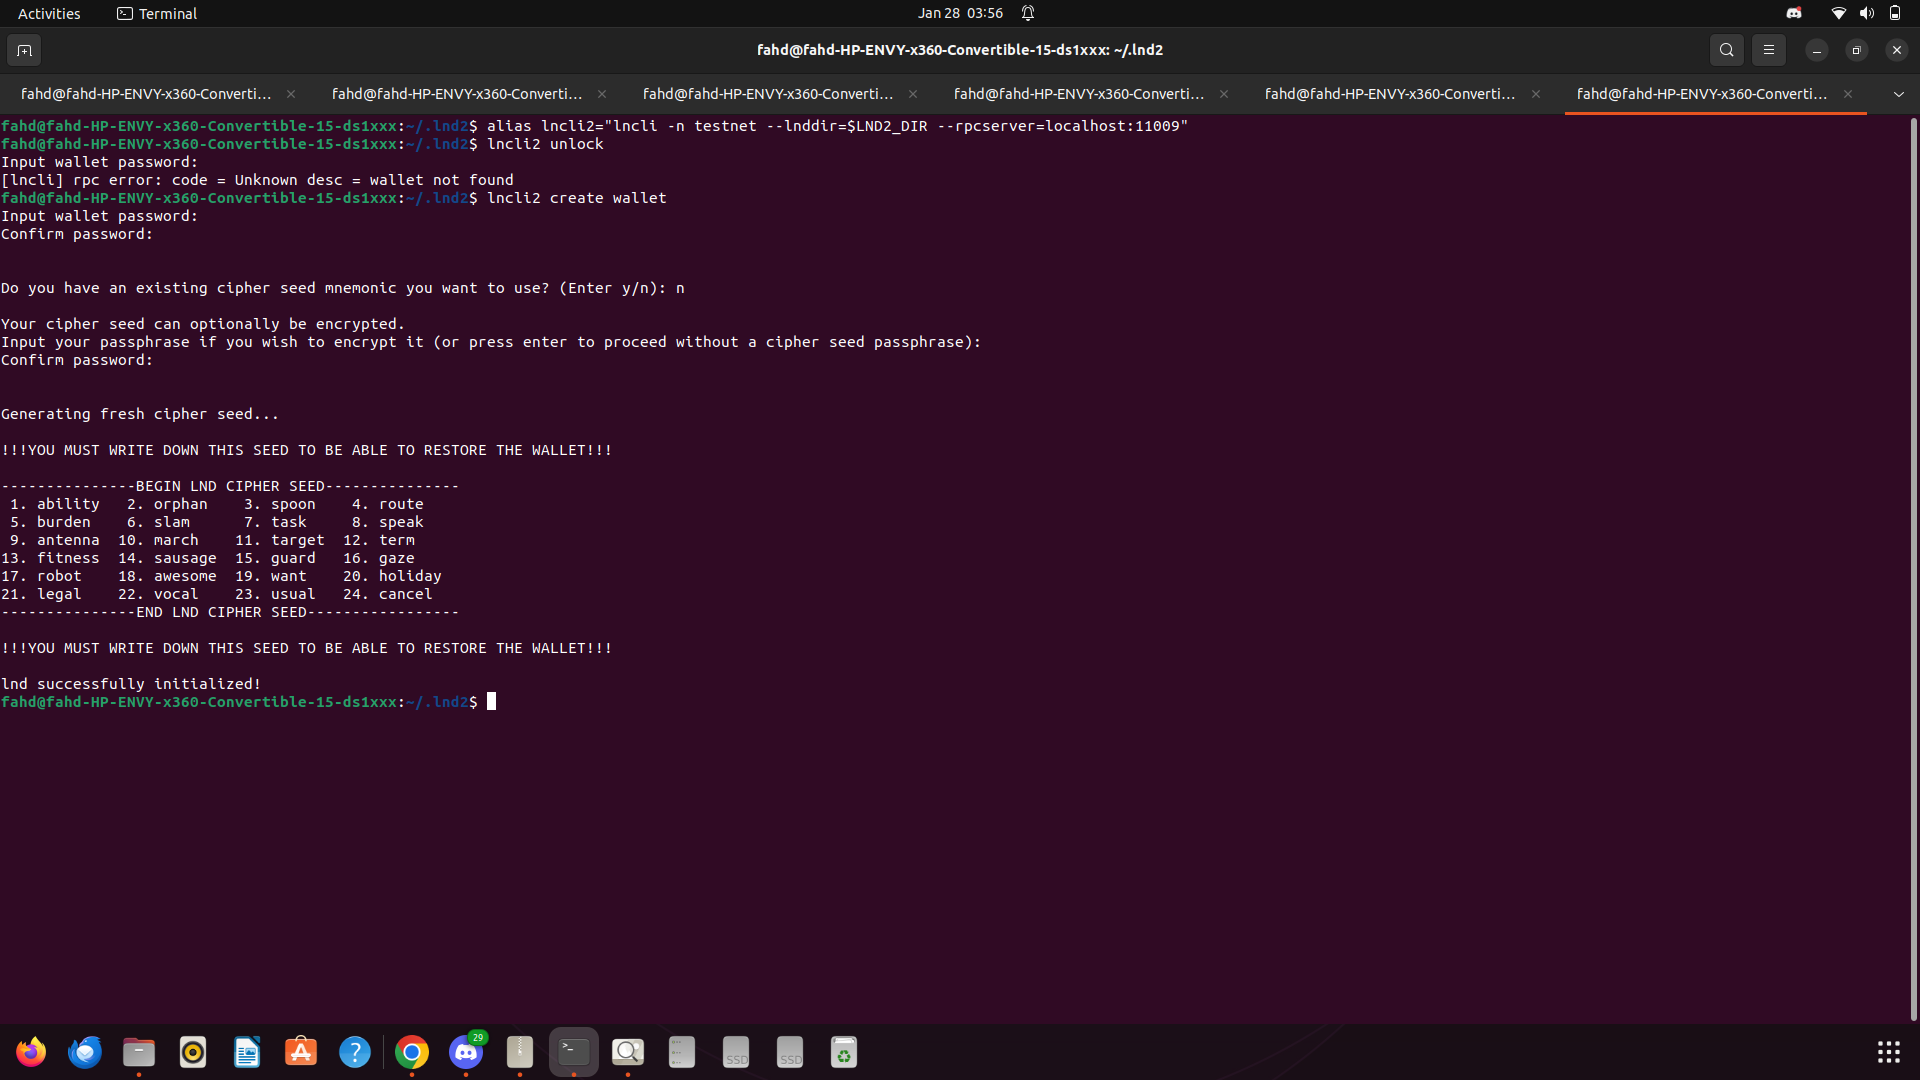 Activities Terminal Jan 28 03:56
fahd@fahd-HP-ENVY-x360-Convertible-15-ds1xxx: ~/.lnd2
fahd@fahd-HP-ENVY-x360-Converti... fahd@fahd-HP-ENVY-x360-Converti... fahd@fahd-HP-ENVY-x360-Converti... fahd@fahd-HP-ENVY-x360-Converti... fahd@fahd-HP-ENVY-x360-Converti... fahd@fahd-HP-ENVY-x360-Converti...
fahd@fahd-HP-ENVY-x360-Convertible-15-ds1xxx:~/.lnd2$ alias lncli2="lncli -n testnet --lnddir=$LND2_DIR --rpcserver=localhost:11009"
fahd@fahd-HP-ENVY-x360-Convertible-15-ds1xxx:~/.lnd2$ lncli2 unlock
Input wallet password:
[lncli] rpc error: code = Unknown desc = wallet not found
fahd@fahd-HP-ENVY-x360-Convertible-15-ds1xxx:~/.lnd2$ lncli2 create wallet
Input wallet password:
Confirm password:
Do you have an existing cipher seed mnemonic you want to use? (Enter y/n): n
Your cipher seed can optionally be encrypted.
Input your passphrase if you wish to encrypt it (or press enter to proceed without a cipher seed passphrase):
Confirm password:
Generating fresh cipher seed...
!!!YOU MUST WRITE DOWN THIS SEED TO BE ABLE TO RESTORE THE WALLET!!!
---------------BEGIN LND CIPHER SEED---------------
1. ability 2. orphan 3. spoon 4. route
5. burden 6. slam 7. task 8. speak
9. antenna 10. march 11. target 12. term
13. fitness 14. sausage 15. guard 16. gaze
17. robot 18. awesome 19. want 20. holiday
21. legal 22. vocal 23. usual 24. cancel
---------------END LND CIPHER SEED-----------------
!!!YOU MUST WRITE DOWN THIS SEED TO BE ABLE TO RESTORE THE WALLET!!!
lnd successfully initialized!
fahd@fahd-HP-ENVY-x360-Convertible-15-ds1xxx:~/.lnd2$
29
SSD SSD